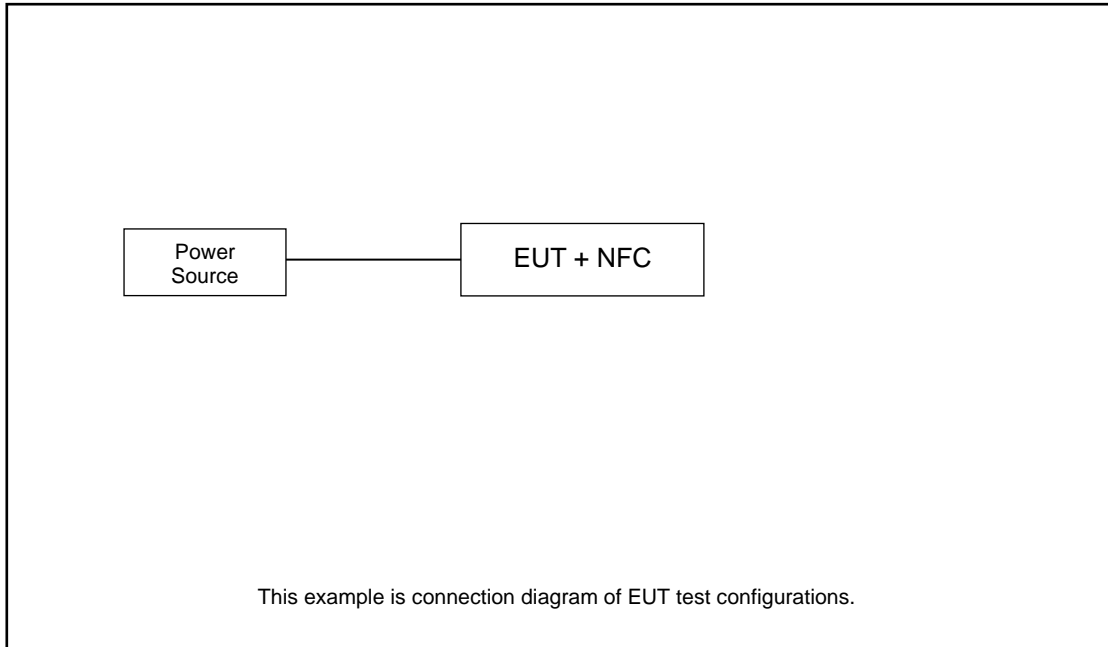 Power
Source
EUT + NFC
This example is connection diagram of EUT test configurations.